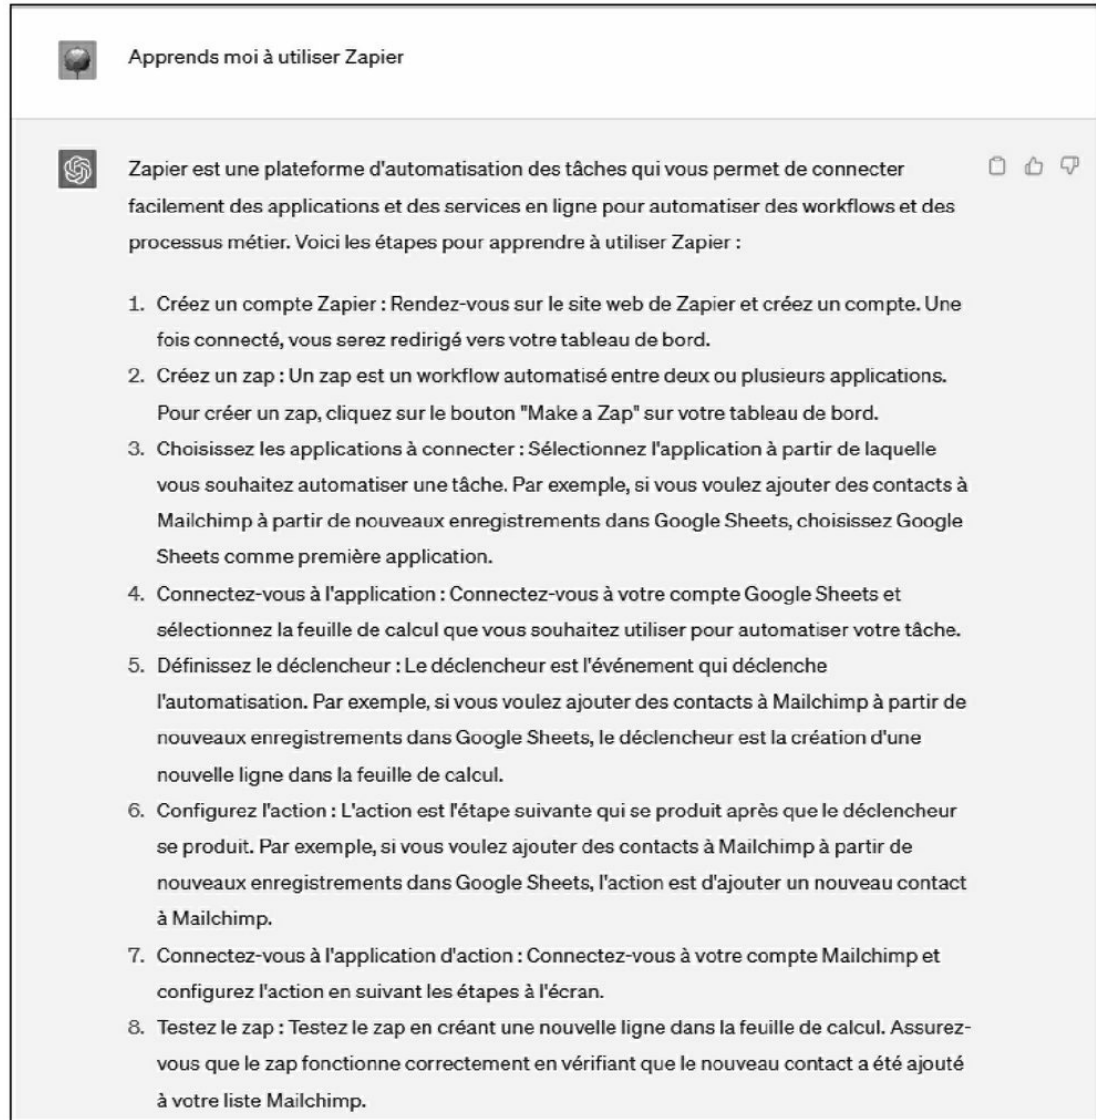 Apprends moi à utiliser Zapier
Zapier est une plateforme d'automatisation des tâches qui vous permet de connecter
facilement des applications et des services en ligne pour automatiser des workflows et des
processus métier. Voici les étapes pour apprendre à utiliser Zapier :
1. Créez un compte Zapier : Rendez-vous sur le site web de Zapier et créez un compte. Une
fois connecté, vous serez redirigé vers votre tableau de bord.
2. Créez un zap : Un zap est un workflow automatisé entre deux ou plusieurs applications.
Pour créer un zap, cliquez sur le bouton "Make a Zap" sur votre tableau de bord.
3. Choisissez les applications à connecter : Sélectionnez l'application à partir de laquelle
vous souhaitez automatiser une tâche. Par exemple, si vous voulez ajouter des contacts à
Mailchimp à partir de nouveaux enregistrements dans Google Sheets, choisissez Google
Sheets comme première application.
4. Connectez-vous à l'application : Connectez-vous à votre compte Google Sheets et
sélectionnez la feuille de calcul que vous souhaitez utiliser pour automatiser votre tâche.
5. Définissez le déclencheur : Le déclencheur est l'événement qui déclenche
l'automatisation. Par exemple, si vous voulez ajouter des contacts à Mailchimp à partir de
nouveaux enregistrements dans Google Sheets, le déclencheur est la création d'une
nouvelle ligne dans la feuille de calcul.
6. Configurez l'action : L'action est l'étape suivante qui se produit après que le déclencheur
se produit. Par exemple, si vous voulez ajouter des contacts à Mailchimp à partir de
nouveaux enregistrements dans Google Sheets, l'action est d'ajouter un nouveau contact
à Mailchimp.
7. Connectez-vous à l'application d'action : Connectez-vous à votre compte Mailchimp et
configurez l'action en suivant les étapes à l'écran.
8. Testez le zap : Testez le zap en créant une nouvelle ligne dans la feuille de calcul. Assurez-
vous que le zap fonctionne correctement en vérifiant que le nouveau contact a été ajouté
à votre liste Mailchimp.